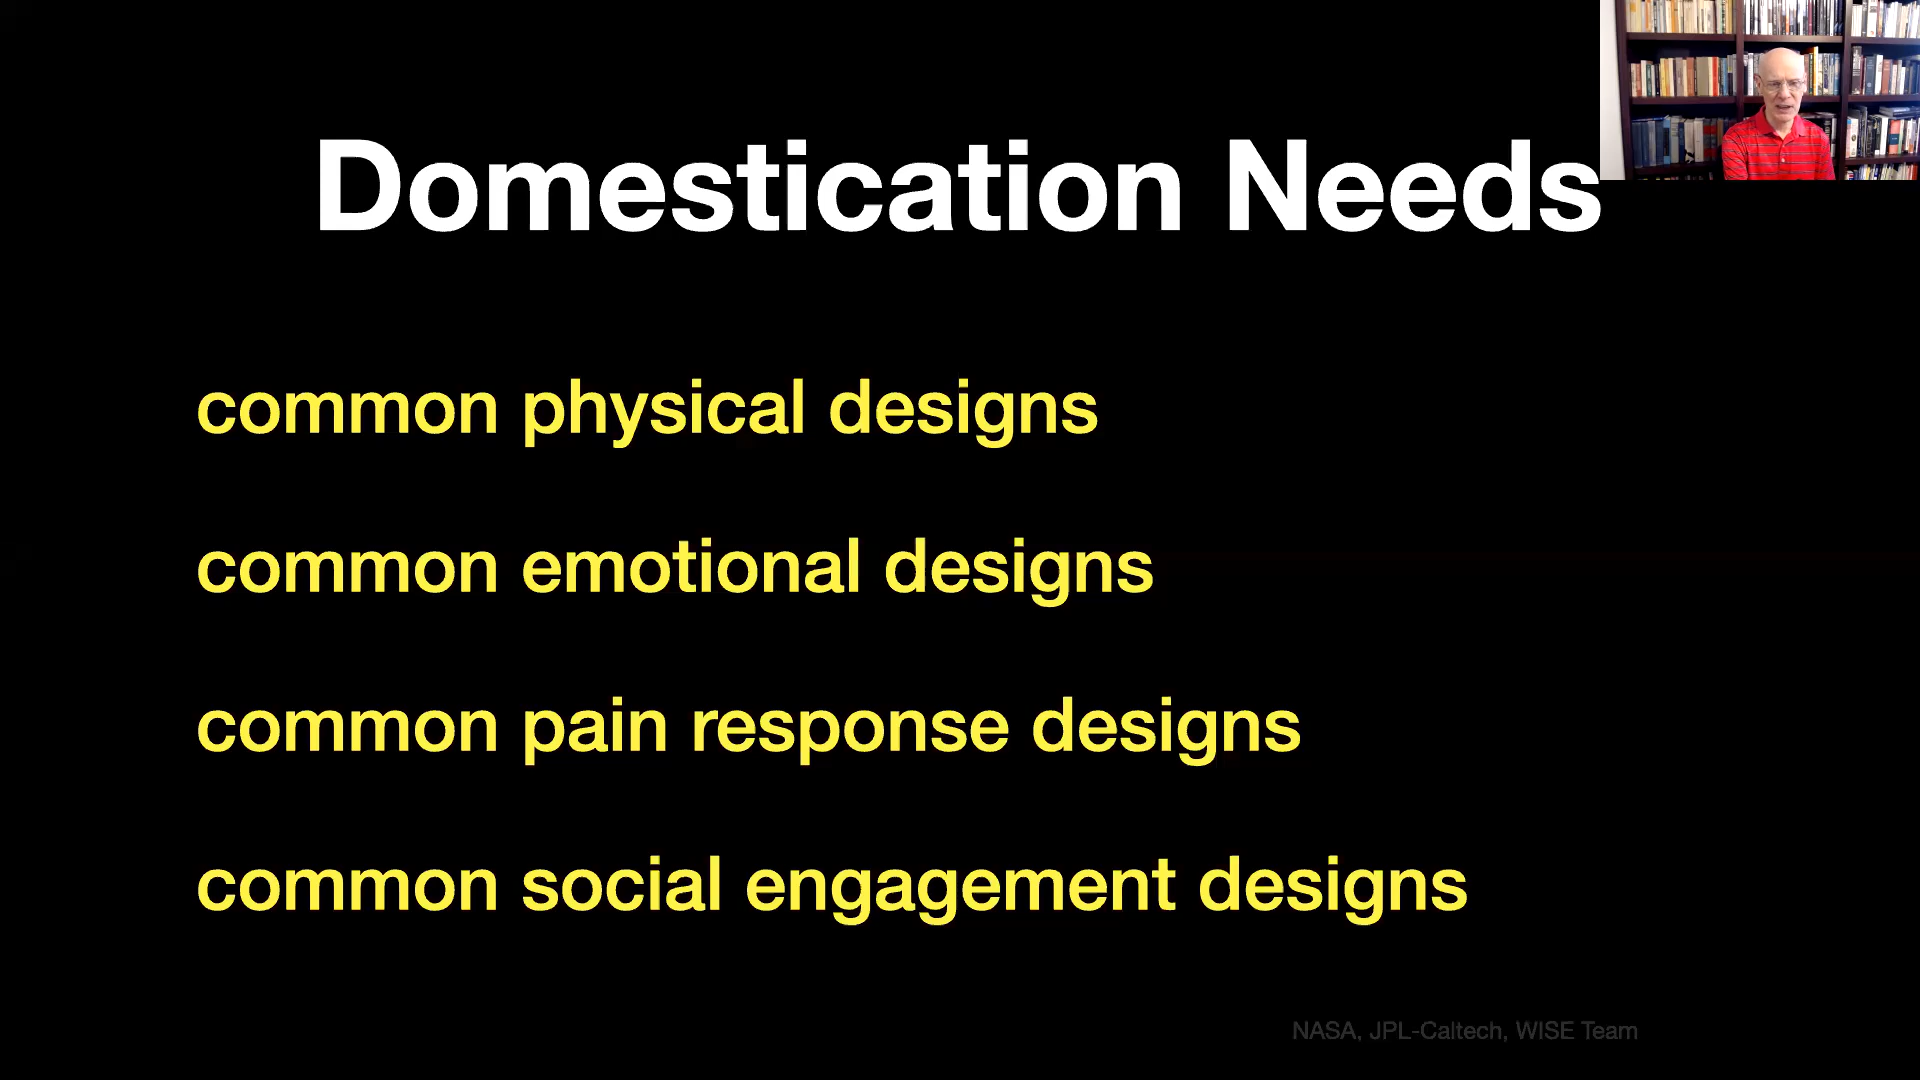 Domestication Needs
common physical designs
common emotional designs
common pain response designs
common social engagement designs
NASA, JPL-Caltech, WISE Team